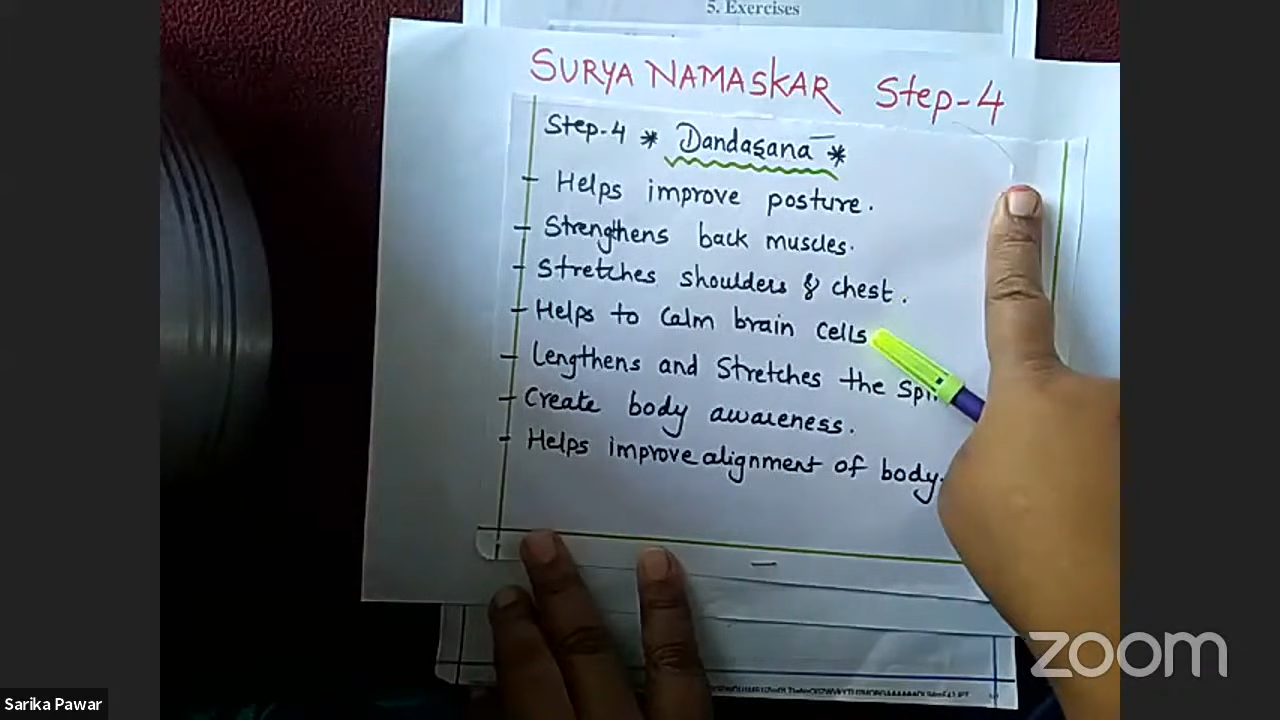 5. Exercises
SURYA NAMASKAR Step-4
Step-4 * Dandasana *
- Helps improve posture.
- Strengthens back muscles.
- Stretches shoulders & chest.
- Helps to calm brain cells
- Lengthens and Stretches the
- Create body awareness.
- Helps improve alignment of body.
zoom
Sarika Pawar